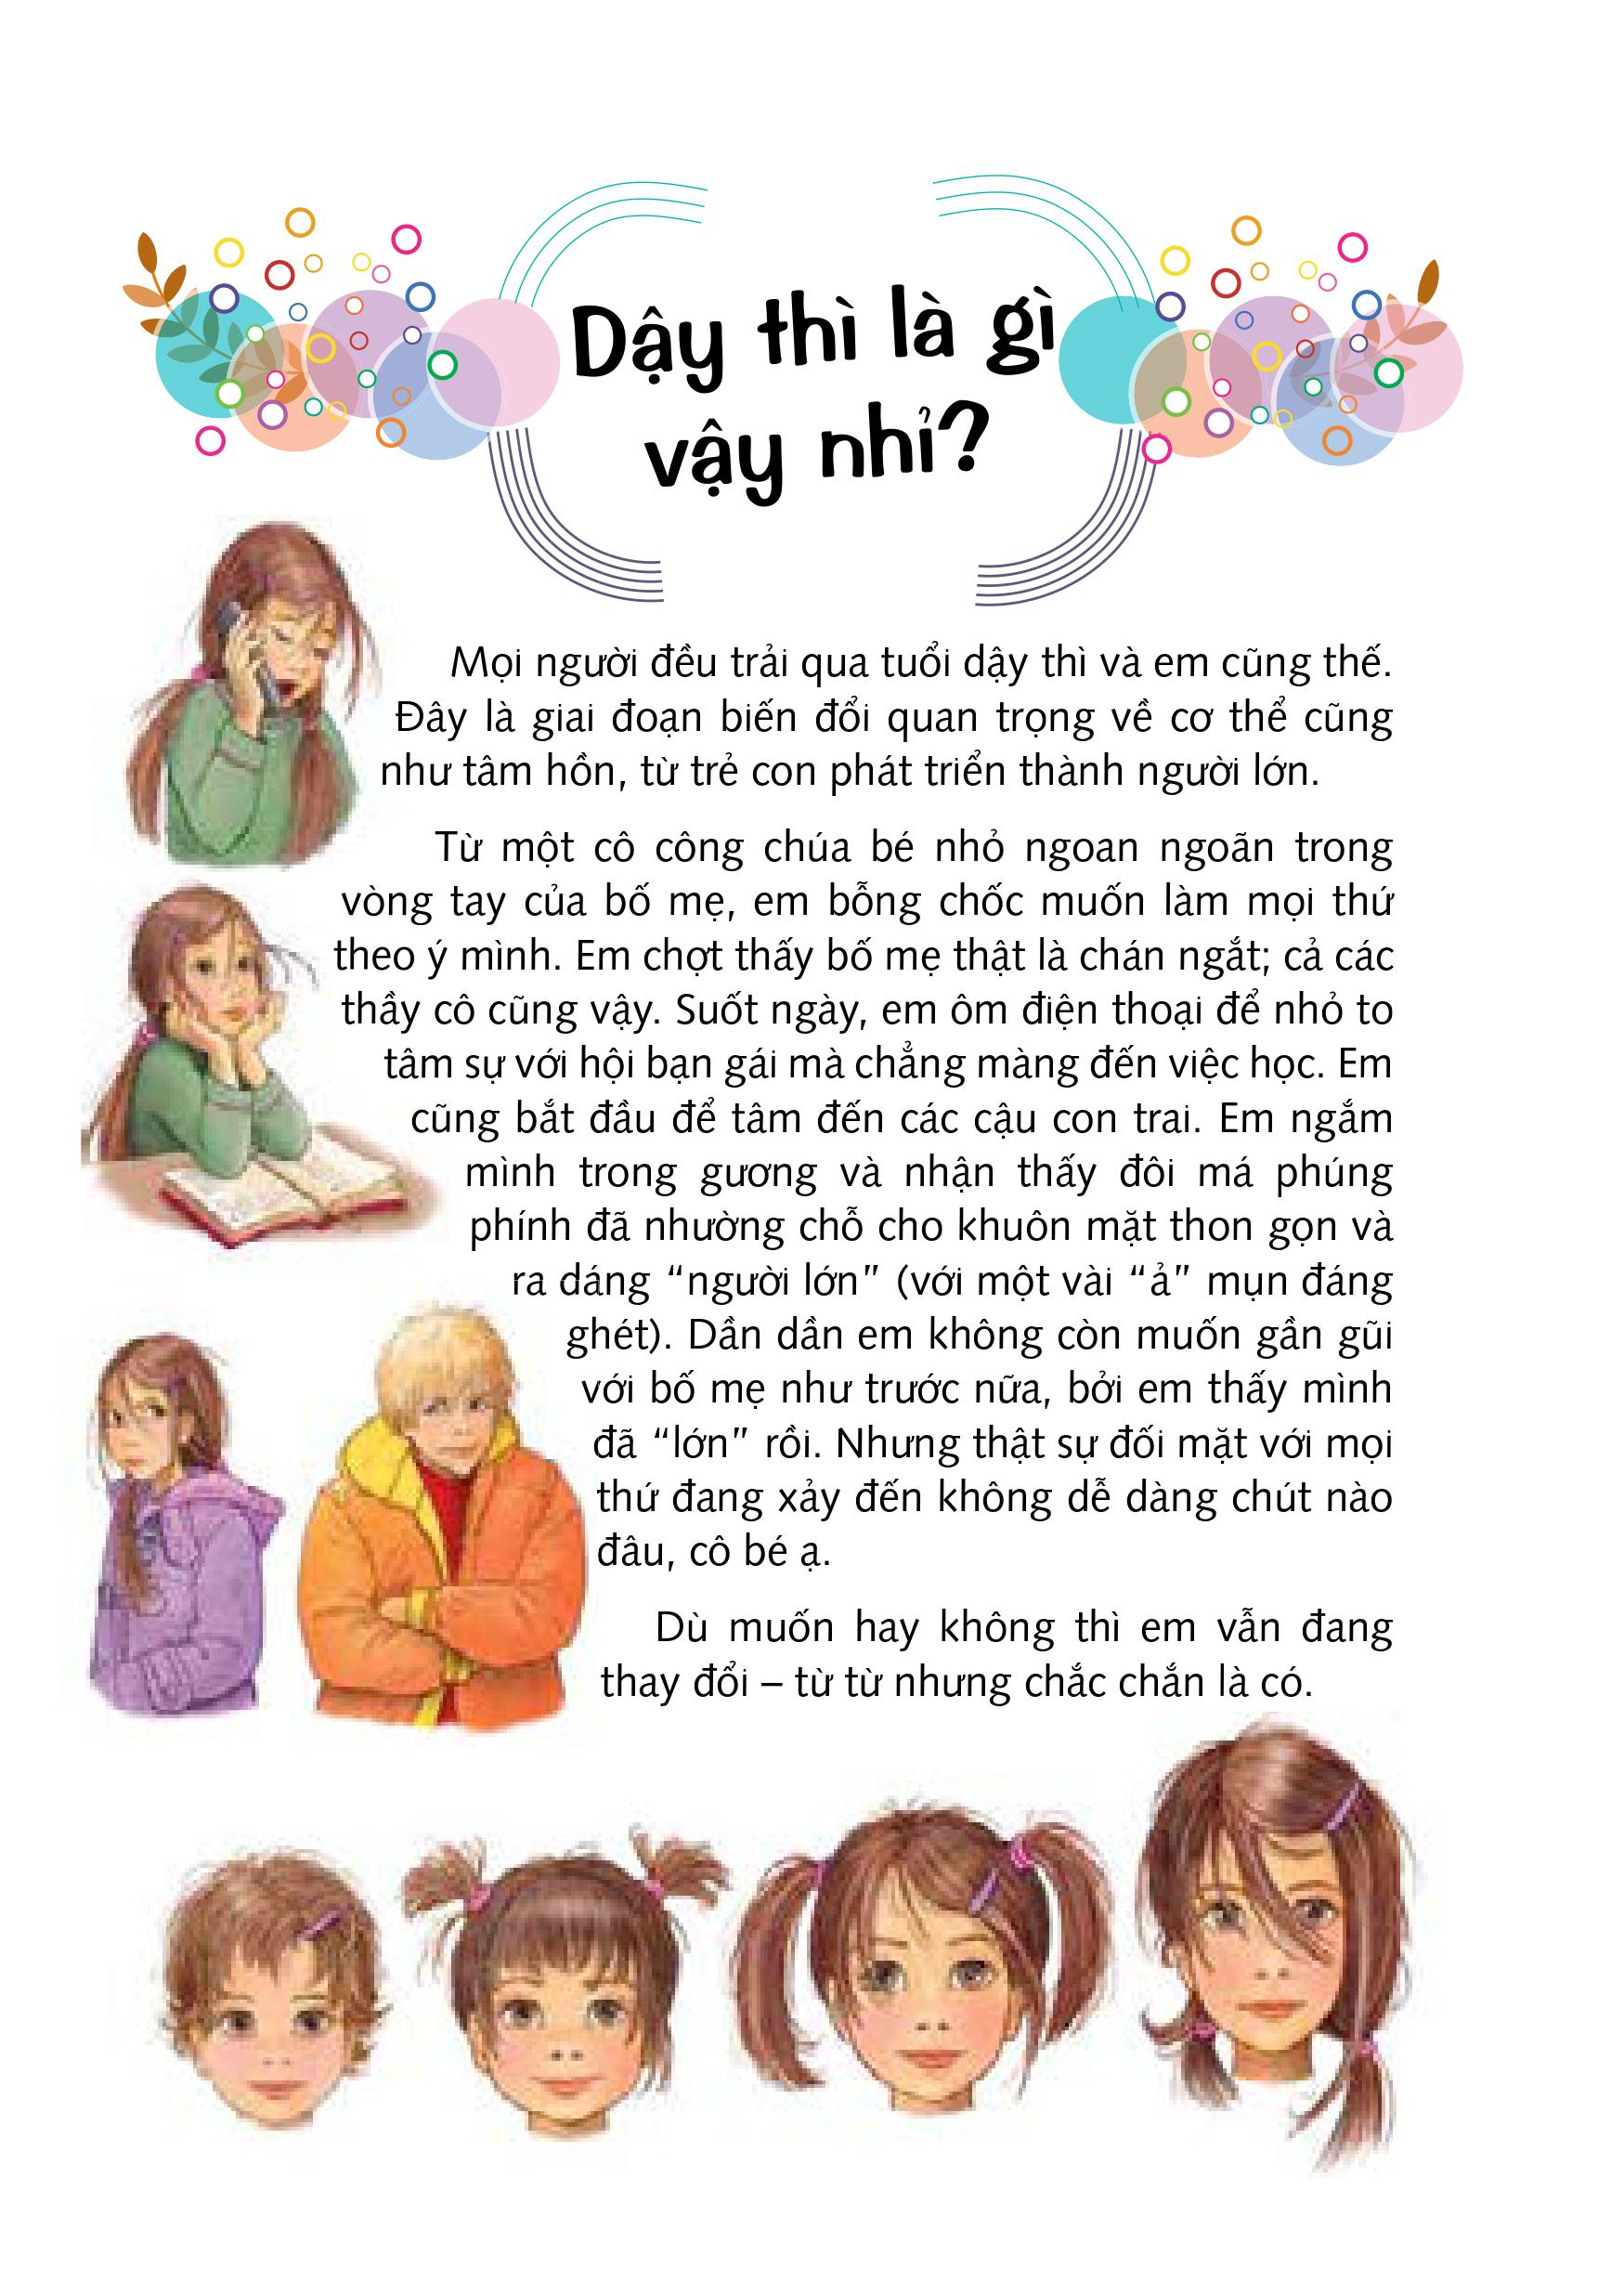 Dậy thì là gì
vậy nhỉ?
Mọi người đều trải qua tuổi dậy thì và em cũng thế.
Đây là giai đoạn biến đổi quan trọng về cơ thể cũng
như tâm hồn, từ trẻ con phát triển thành người lớn.
Từ một cô công chúa bé nhỏ ngoan ngoãn trong
vòng tay của bố mẹ, em bỗng chốc muốn làm mọi thứ
theo ý mình. Em chợt thấy bố mẹ thật là chán ngắt; cả các
thầy cô cũng vậy. Suốt ngày, em ôm điện thoại để nhỏ to
tâm sự với hội bạn gái mà chẳng màng đến việc học. Em
cũng bắt đầu để tâm đến các cậu con trai. Em ngắm
mình trong gương và nhận thấy đôi má phúng
phính đã nhường chỗ cho khuôn mặt thon gọn và
ra dáng “người lớn” (với một vài “ả” mụn đáng
ghét). Dần dần em không còn muốn gần gũi
với bố mẹ như trước nữa, bởi em thấy mình
đã “lớn” rồi. Nhưng thật sự đối mặt với mọi
thứ đang xảy đến không dễ dàng chút nào
đâu, cô bé ạ.
Dù muốn hay không thì em vẫn đang
thay đổi – từ từ nhưng chắc chắn là có.